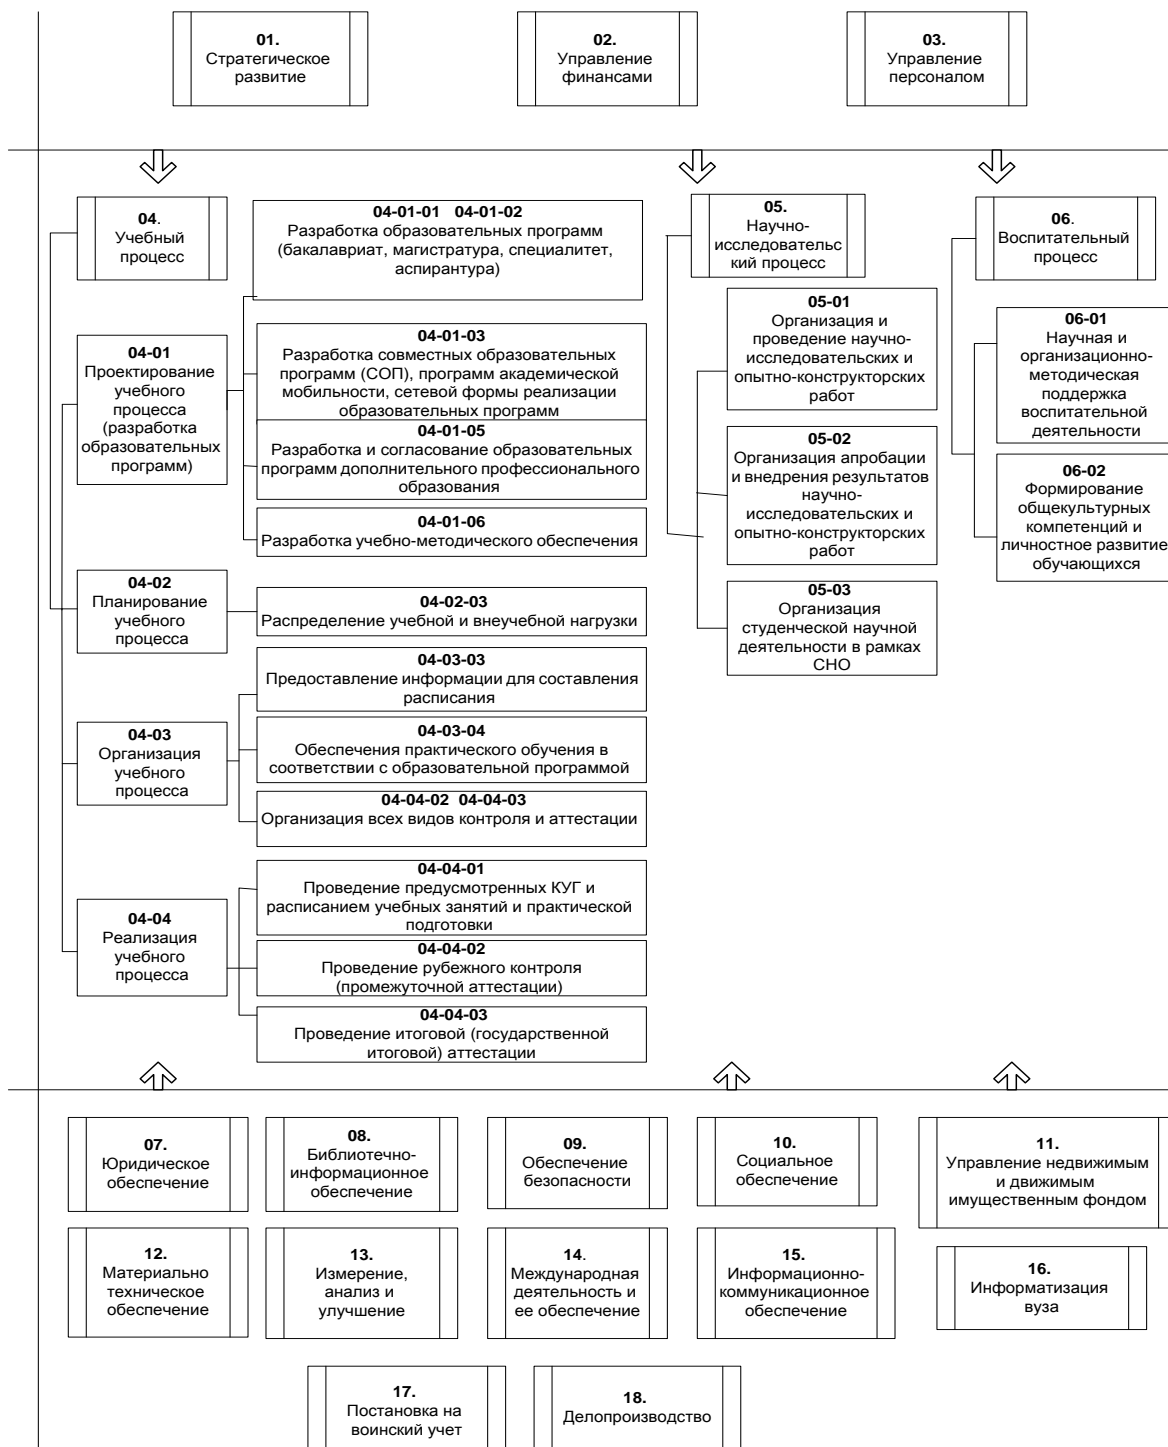 01.
Стратегическое
развитие
02.
Управление
финансами
03.
Управление
персоналом
04.
Учебный
процесс
04-01-01 04-01-02
Разработка образовательных программ
(бакалавриат, магистратура, специалитет,
аспирантура)
04-01
Проектирование
учебного
процесса
(разработка
образовательных
программ)
04-01-03
Разработка совместных образовательных
программ (СОП), программ академической
мобильности, сетевой формы реализации
образовательных программ
04-01-05
Разработка и согласование образовательных
программ дополнительного профессионального
образования
04-01-06
Разработка учебно-методического обеспечения
04-02
Планирование
учебного
процесса
04-02-03
Распределение учебной и внеучебной нагрузки
04-03
Организация
учебного
процесса
04-03-03
Предоставление информации для составления
расписания
04-03-04
Обеспечения практического обучения в
соответствии с образовательной программой
04-04-02 04-04-03
Организация всех видов контроля и аттестации
04-04
Реализация
учебного
процесса
04-04-01
Проведение предусмотренных КУГ и
расписанием учебных занятий и практической
подготовки
04-04-02
Проведение рубежного контроля
(промежуточной аттестации)
04-04-03
Проведение итоговой (государственной
итоговой) аттестации
05.
Научно-
исследовательс
кий процесс
05-01
Организация и
проведение научно-
исследовательских и
опытно-конструкторских
работ
05-02
Организация апробации
и внедрения результатов
научно-
исследовательских и
опытно-конструкторских
работ
05-03
Организация
студенческой научной
деятельности в рамках
СНО
06.
Воспитательный
процесс
06-01
Научная и
организационно-
методическая
поддержка
воспитательной
деятельности
06-02
Формирование
общекультурных
компетенций и
личностное развитие
обучающихся
07.
Юридическое
обеспечение
08.
Библиотечно-
информационное
обеспечение
09.
Обеспечение
безопасности
10.
Социальное
обеспечение
11.
Управление недвижимым
и движимым
имущественным фондом
12.
Материально
техническое
обеспечение
13.
Измерение,
анализ и
улучшение
14.
Международная
деятельность и
ее обеспечение
15.
Информационно-
коммуникационное
обеспечение
16.
Информатизация
вуза
17.
Постановка на
воинский учет
18.
Делопроизводство